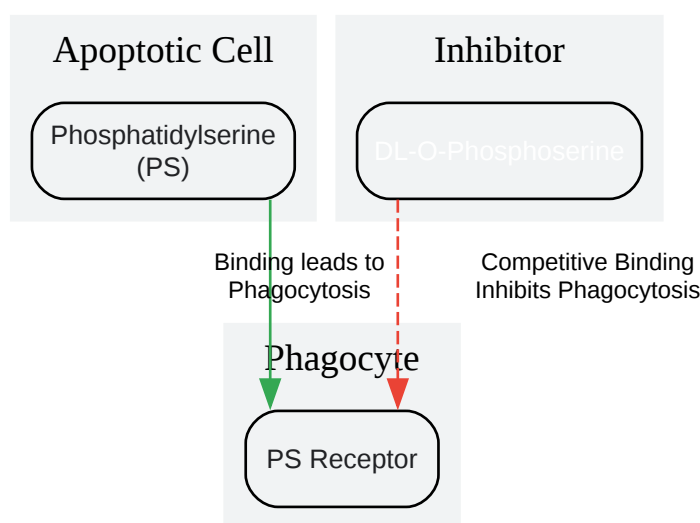 Apoptotic Cell
Inhibitor
Phosphatidylserine
(PS)
DL-O-Phosphoserine
Binding leads to
Phagocytosis
Competitive Binding
Inhibits Phagocytosis
Phagocyte
PS Receptor